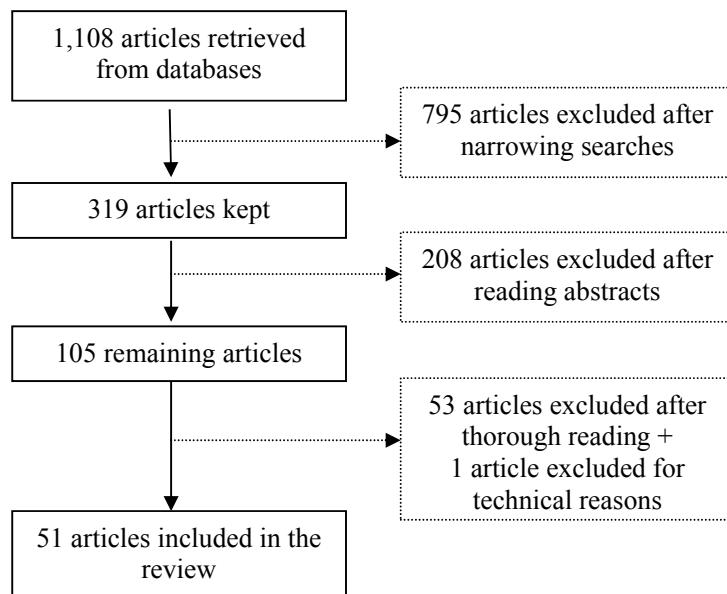 1,108 articles retrieved
from databases
795 articles excluded after
narrowing searches
319 articles kept
208 articles excluded after
reading abstracts
105 remaining articles
53 articles excluded after
thorough reading +
1 article excluded for
technical reasons
51 articles included in the
review